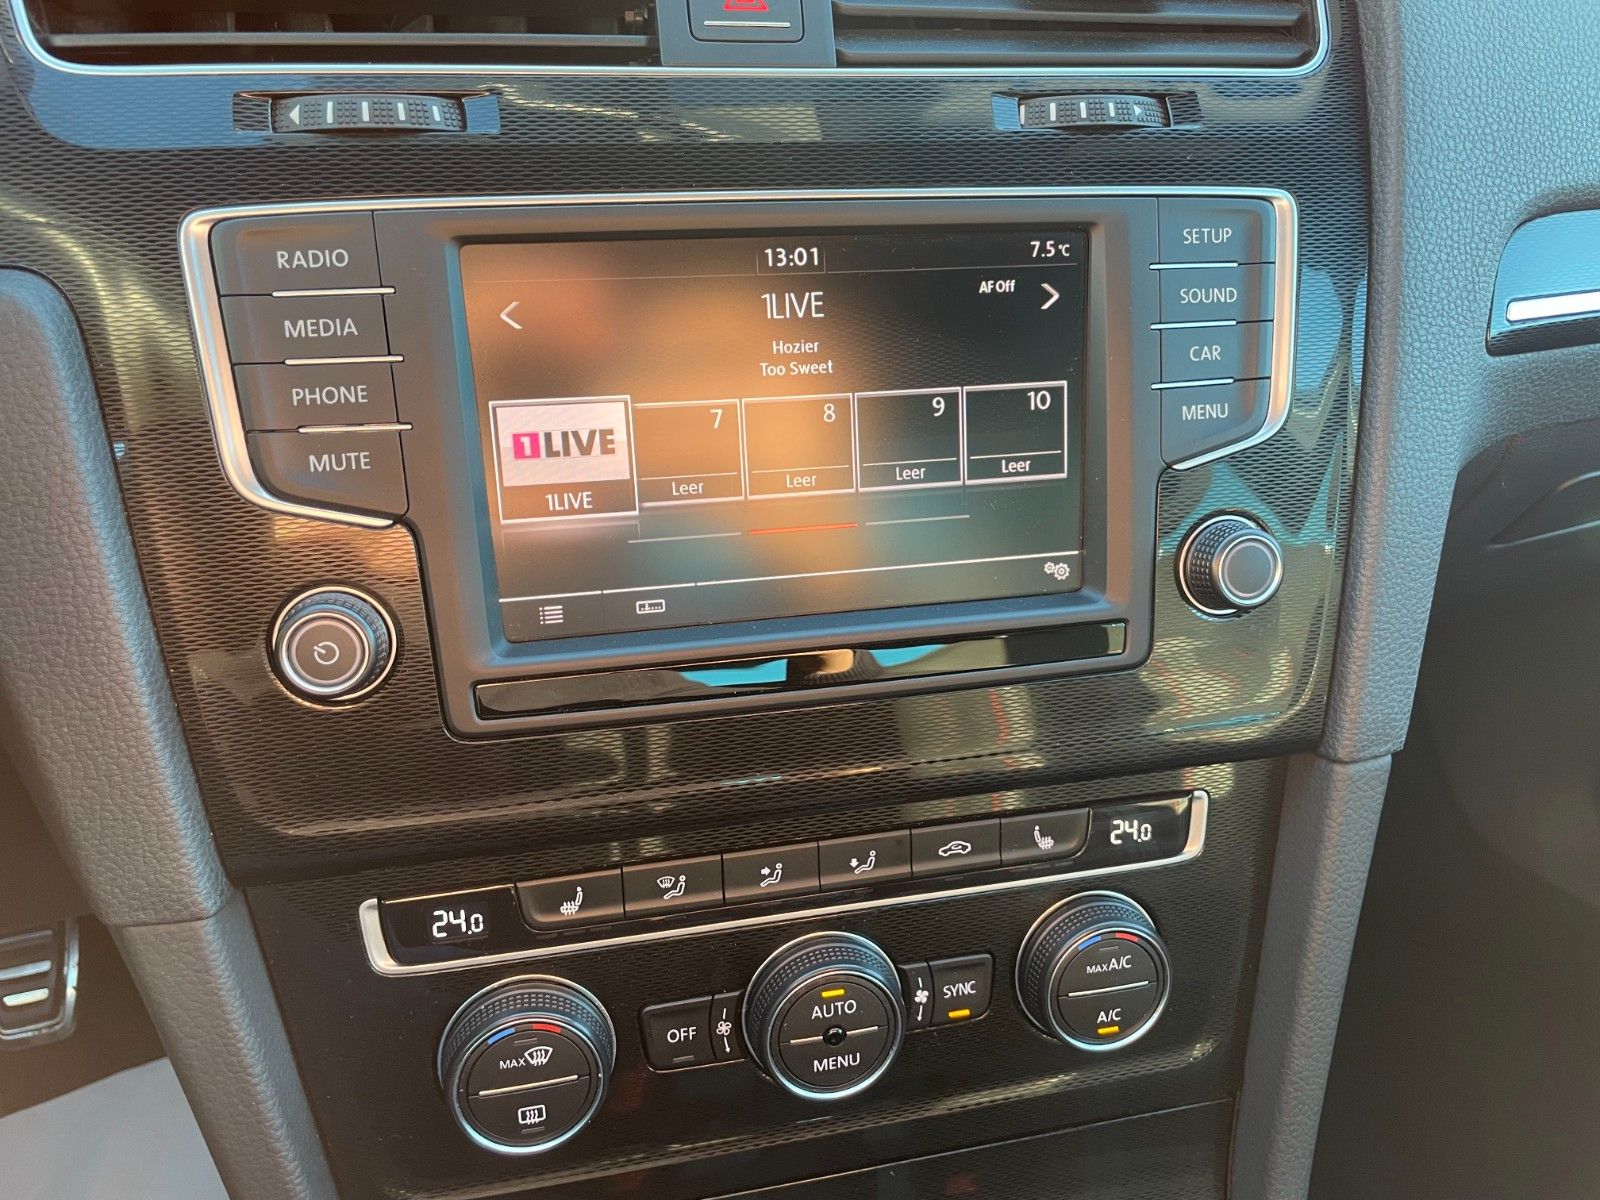 RADIO
MEDIA
PHONE
MUTE
13:01
7.5°C
AF Off
1LIVE
Hozier
Too Sweet
1LIVE
1LIVE
7
Leer
8
Leer
9
Leer
10
Leer
SETUP
SOUND
CAR
MENU
24.0
24.0
MAX
OFF
AUTO
MENU
SYNC
MAX A/C
A/C